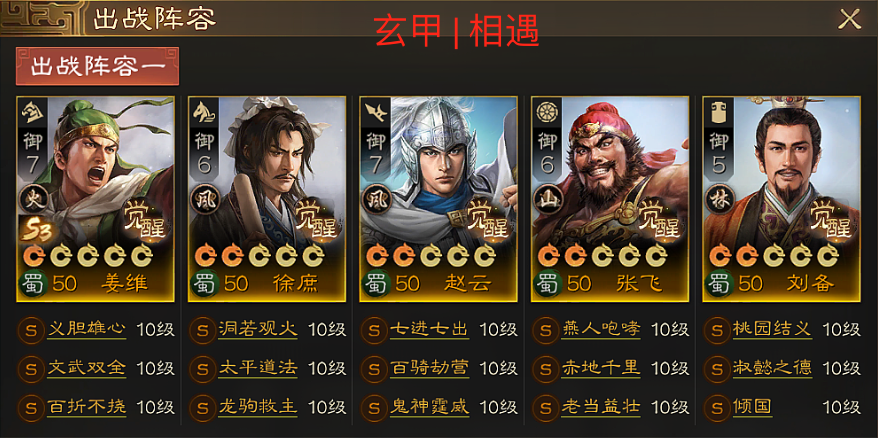 出战阵容
玄甲 | 相遇
出战阵容一
御 御 御 御 御
7 6 7 6 5
火 风 风 山 林
S3
觉醒 觉醒 觉醒 觉醒 觉醒
蜀 50 姜维 蜀 50 徐庶 蜀 50 赵云 蜀 50 张飞 蜀 50 刘备
S 义胆雄心 10级 S 洞若观火 10级 S 七进七出 10级 S 燕人咆哮 10级 S 桃园结义 10级
S 文武双全 10级 S 太平道法 10级 S 百骑劫营 10级 S 赤地千里 10级 S 淑懿之德 10级
S 百折不挠 10级 S 龙驹救主 10级 S 鬼神霆威 10级 S 老当益壮 10级 S 倾国 10级